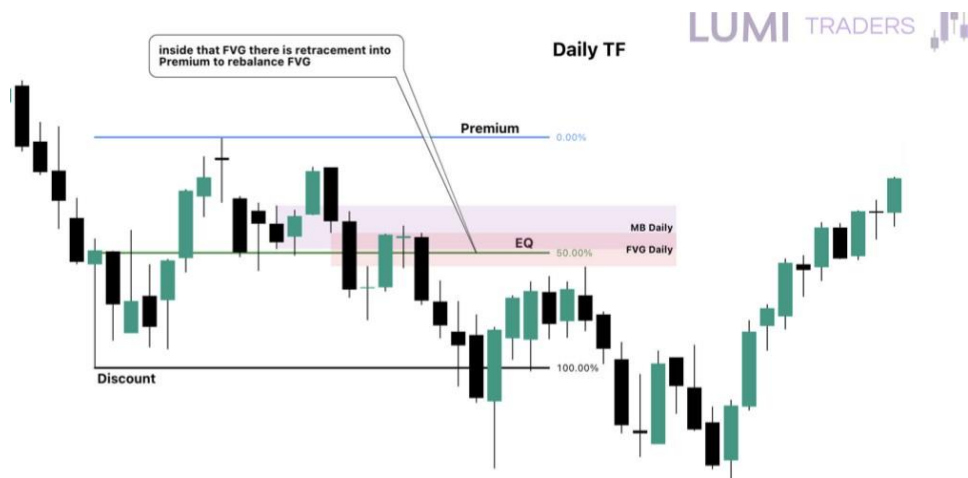 LUMI TRADERS
inside that FVG there is retracement into
Premium to rebalance FVG
Daily TF
Premium
0.00%
MB Daily
EQ
50.00%
FVG Daily
100.00%
Discount